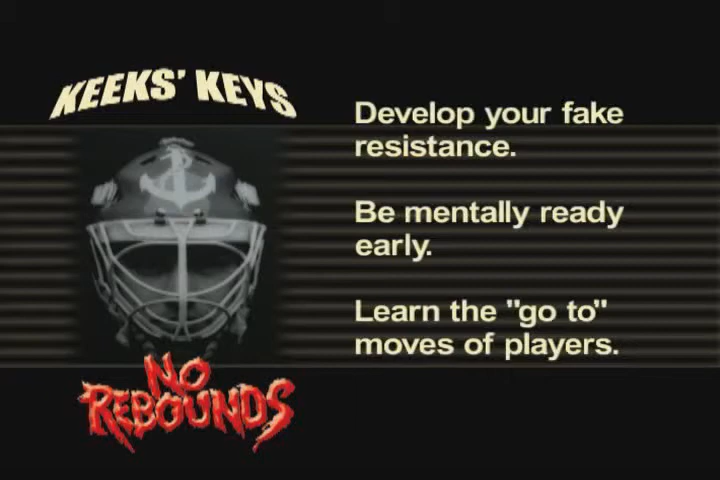 KEEKS' KEYS
NO
REBOUNDS
Develop your fake
resistance.
Be mentally ready
early.
Learn the "go to"
moves of players.